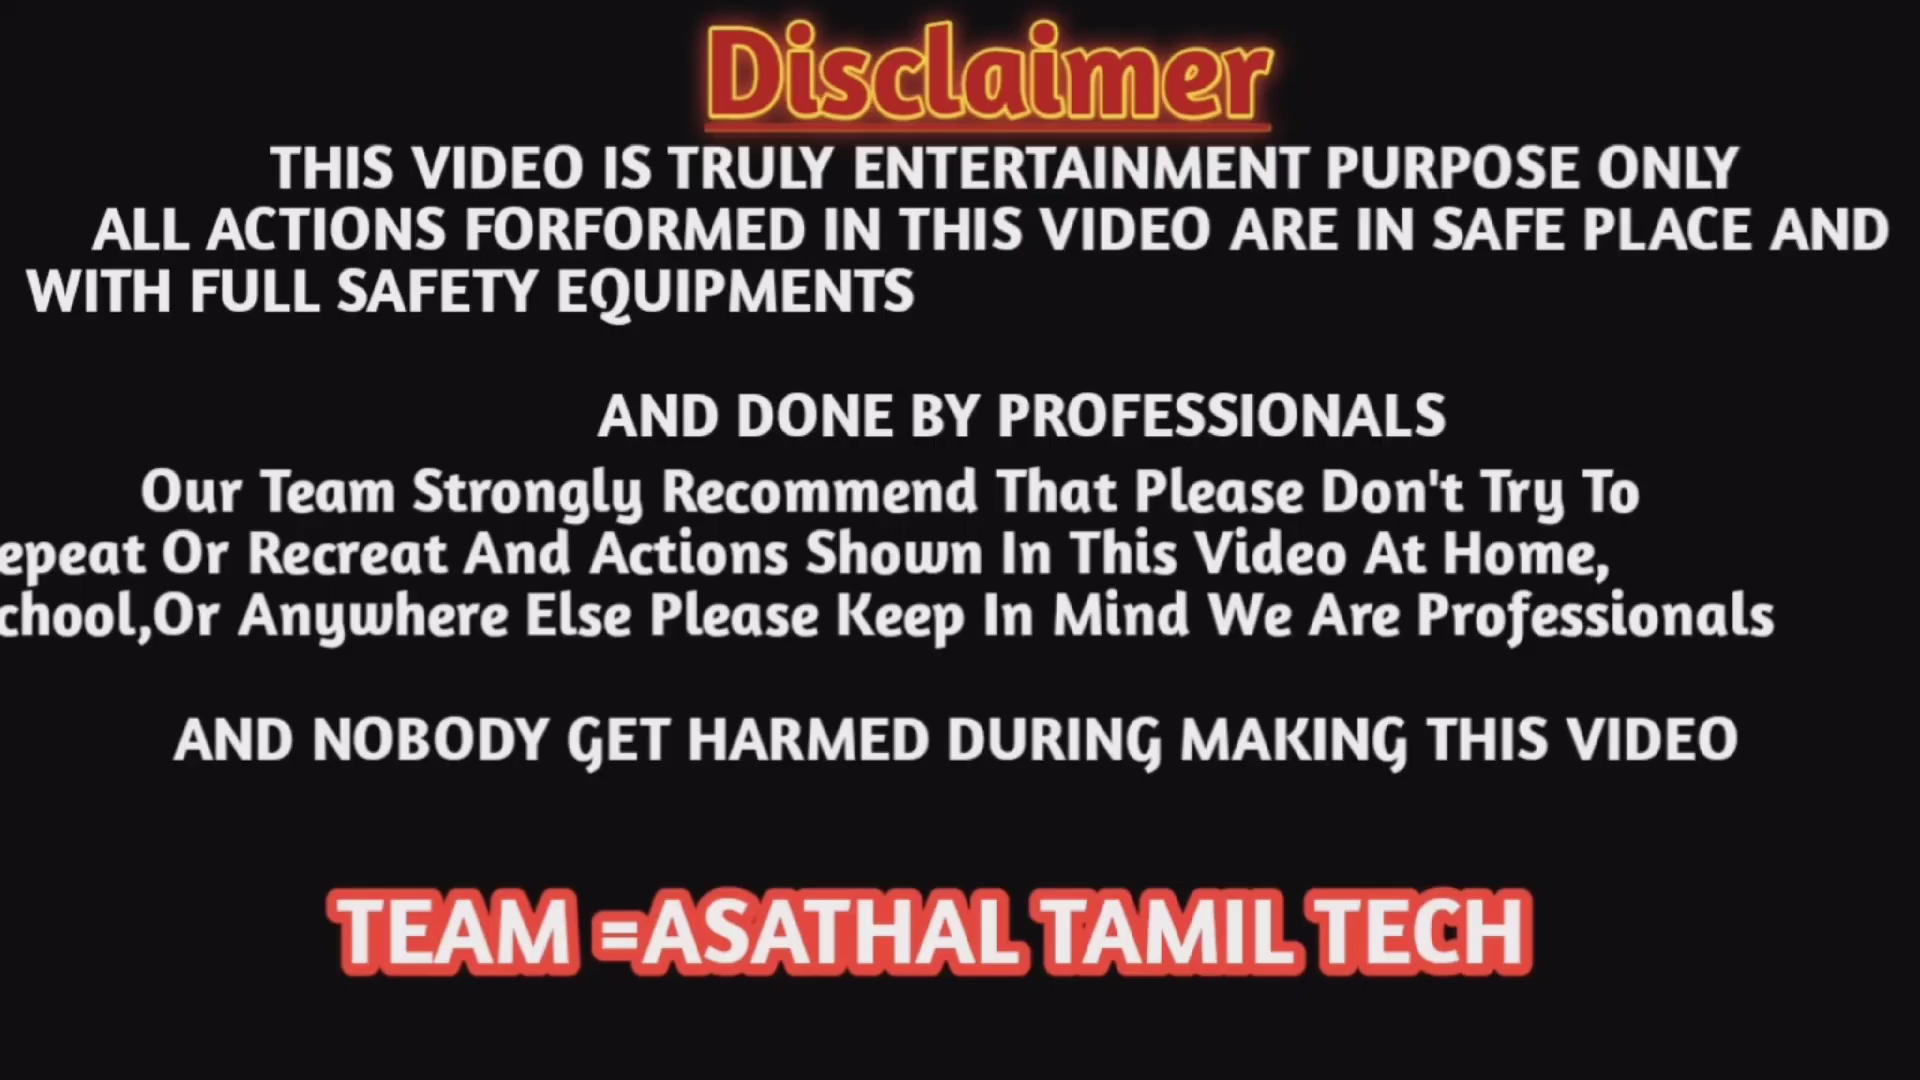 Disclaimer
THIS VIDEO IS TRULY ENTERTAINMENT PURPOSE ONLY
ALL ACTIONS FORFORMED IN THIS VIDEO ARE IN SAFE PLACE AND
WITH FULL SAFETY EQUIPMENTS
AND DONE BY PROFESSIONALS
Our Team Strongly Recommend That Please Don't Try To
epeat Or Recreat And Actions Shown In This Video At Home,
chool,Or Anywhere Else Please Keep In Mind We Are Professionals
AND NOBODY GET HARMED DURING MAKING THIS VIDEO
TEAM =ASATHAL TAMIL TECH